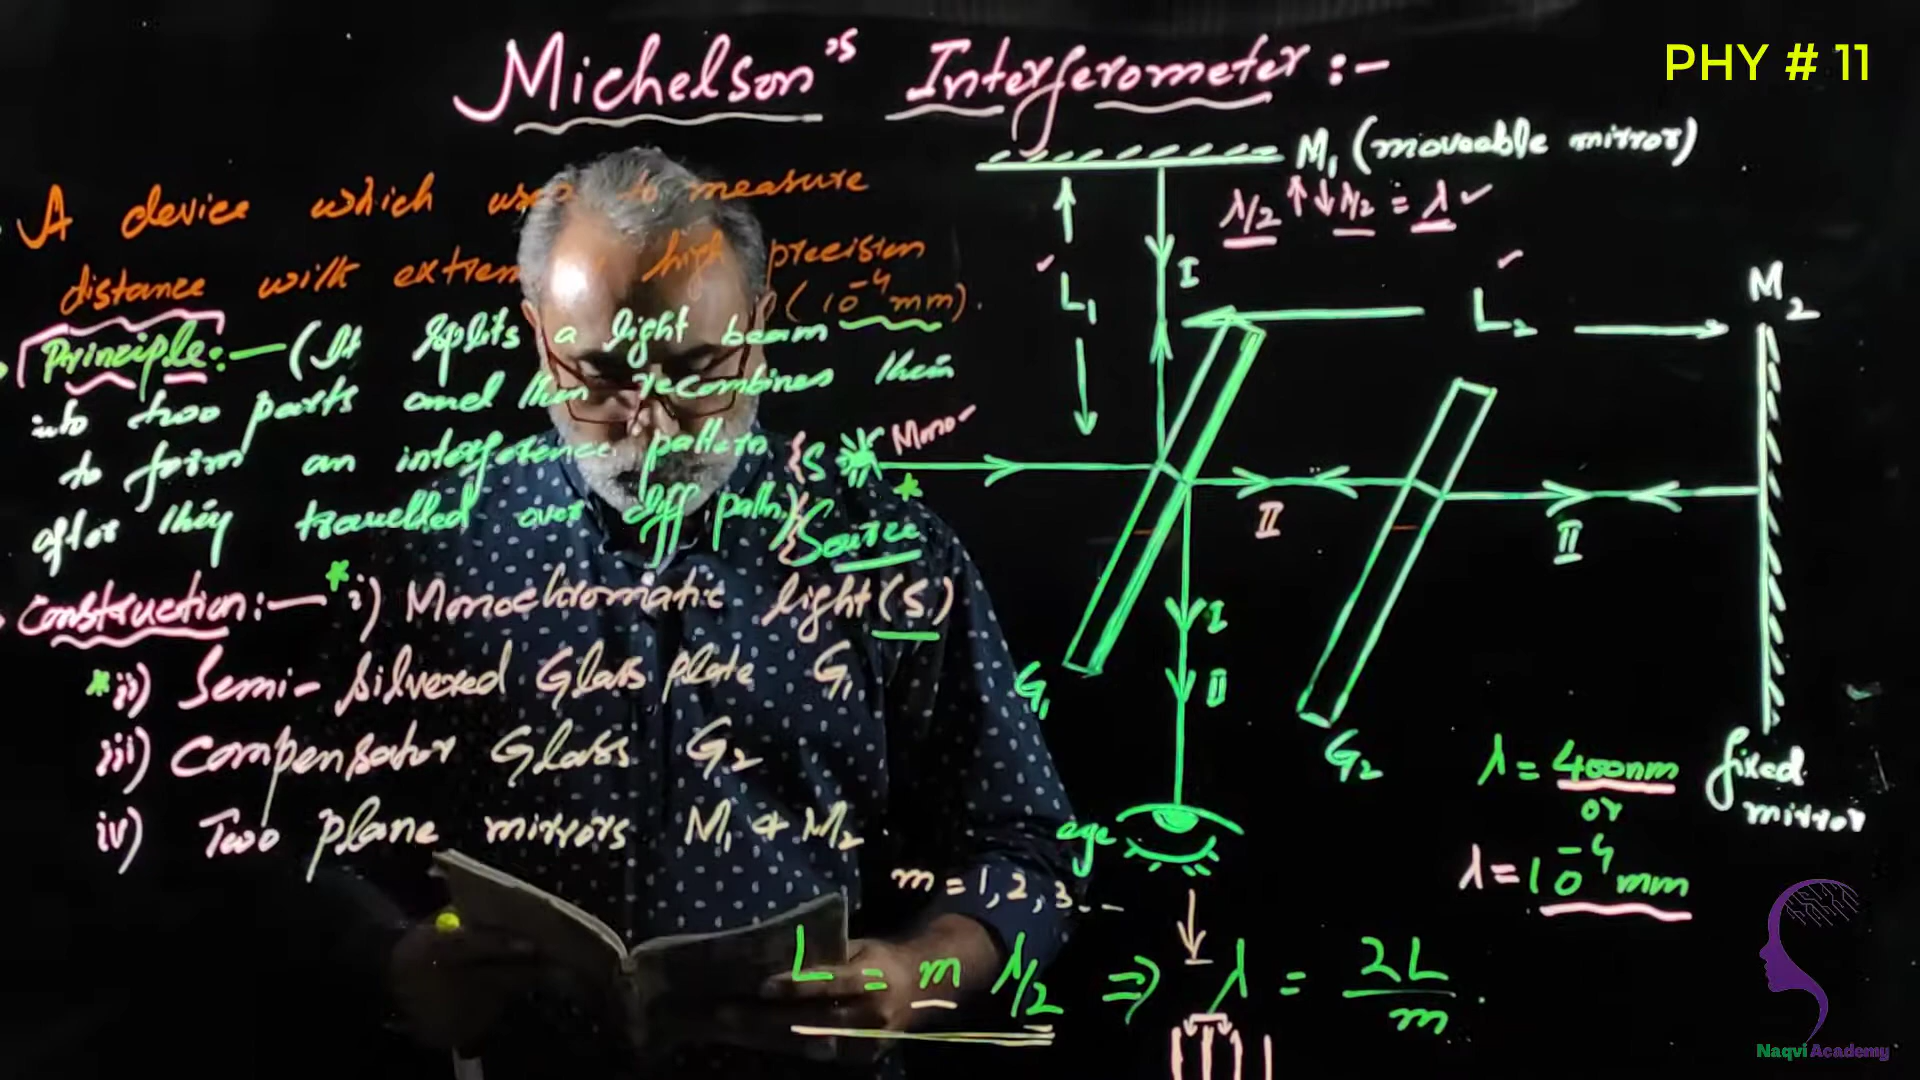 Michelson's Interferometer :-
PHY # 11
A device which used to measure
distance with extreme high precision
(10⁻⁴ mm).
Principle:— (It splits a light beam
into two parts and then recombines them
to form an interference pattern
after they travelled over diff path)
Construction:— i) Monochromatic light (S)
ii) Semi-silvered Glass plate G₁
iii) Compensator Glass G₂
iv) Two plane mirrors M₁ & M₂
M₁ (moveable mirror)
λ/2 ↑↓ λ/2 = λ ✓
L₁
I
L₂
M₂
S
Mono
Source
II
II
I
II
G₁
G₂
fixed
mirror
λ = 400nm
or
λ = 10⁻⁴ mm
eye
m = 1, 2, 3...
L = m λ/2 ⇒ λ = 2L/m.
Naqvi Academy